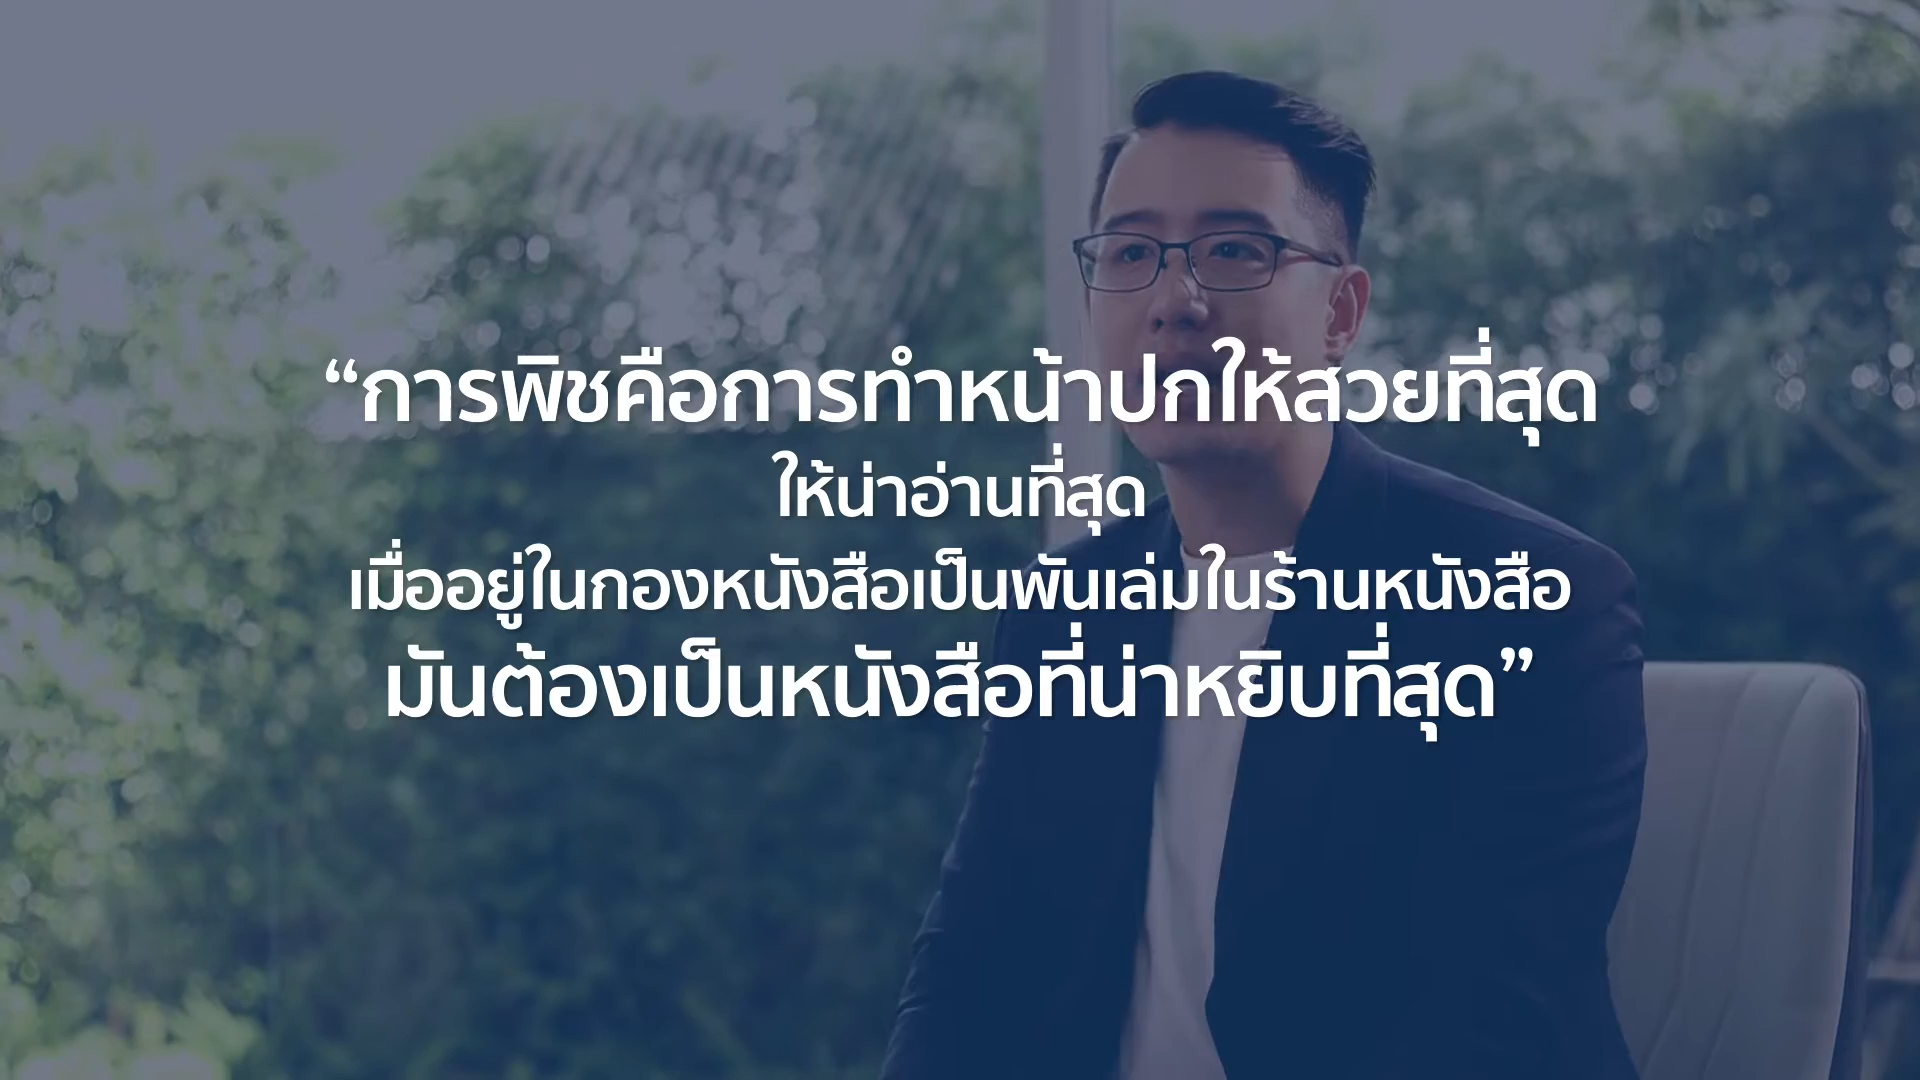 “การพิชคือการทำหน้าปกให้สวยที่สุด
ให้น่าอ่านที่สุด
เมื่ออยู่ในกองหนังสือเป็นพันเล่มในร้านหนังสือ
มันต้องเป็นหนังสือที่น่าหยิบที่สุด”